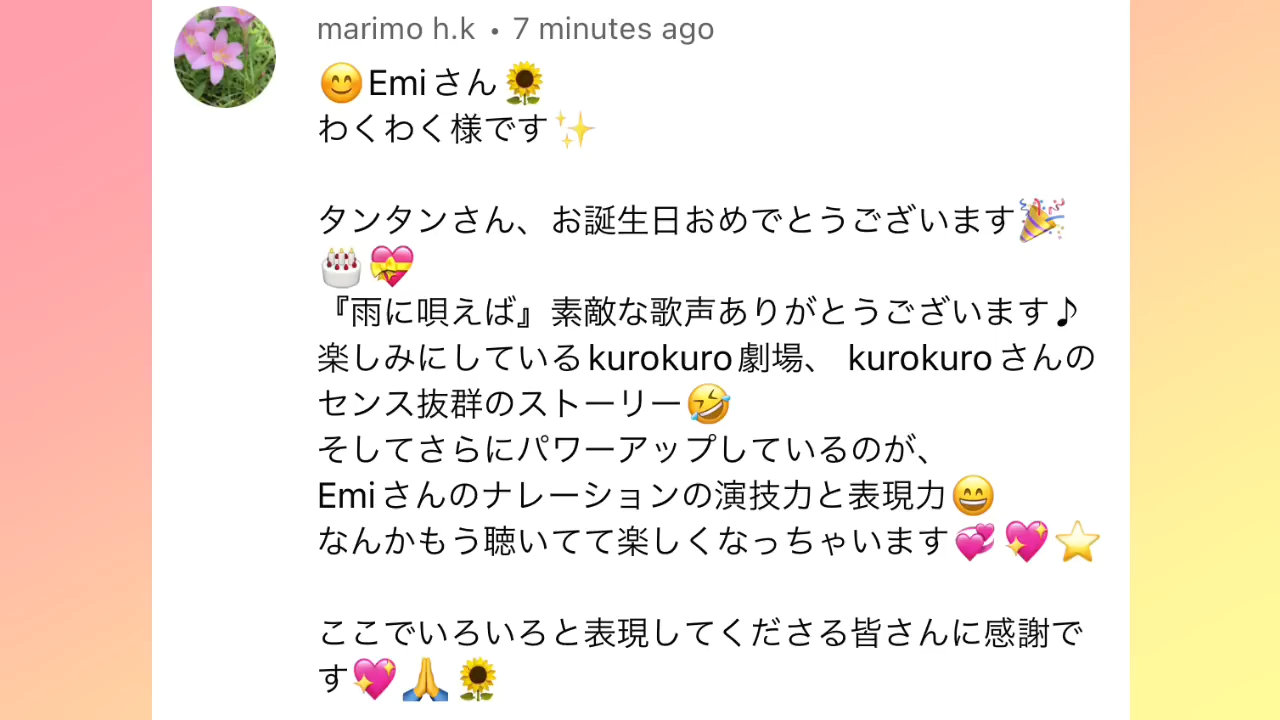 marimo h.k • 7 minutes ago
😊Emiさん🌻
わくわく様です✨
タンタンさん、お誕生日おめでとうございます🎉
🎂💝
『雨に唄えば』素敵な歌声ありがとうございます♪
楽しみにしているkurokuro劇場、 kurokuroさんの
センス抜群のストーリー🤣
そしてさらにパワーアップしているのが、
Emiさんのナレーションの演技力と表現力😄
なんかもう聴いてて楽しくなっちゃいます💞💖⭐
ここでいろいろと表現してくださる皆さんに感謝で
す💖🙏🌻